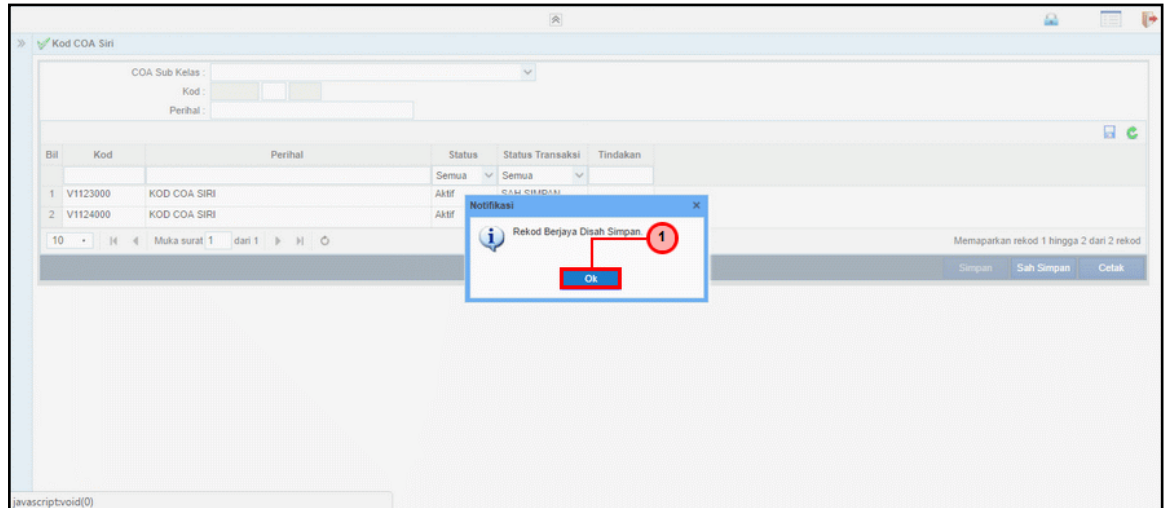 Kod COA Siri
COA Sub Kelas :
Kod :
Perihal :
Bil Kod Perihal Status Status Transaksi Tindakan
Semua Semua
1 V1123000 KOD COA SIRI Aktif SAH SIMPAN
2 V1124000 KOD COA SIRI Aktif
Notifikasi
Rekod Berjaya Disah Simpan.
1
Ok
10 Muka surat 1 dari 1 Memaparkan rekod 1 hingga 2 dari 2 rekod
Simpan Sah Simpan Cetak
javascript:void(0)